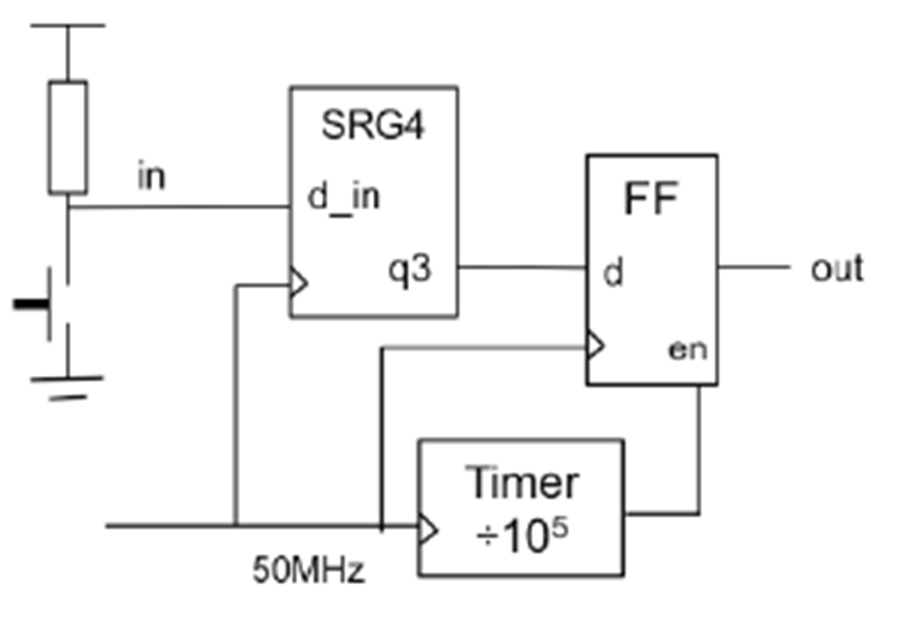 SRG4
in
d_in
q3
FF
d
out
en
Timer
÷10⁵
50MHz